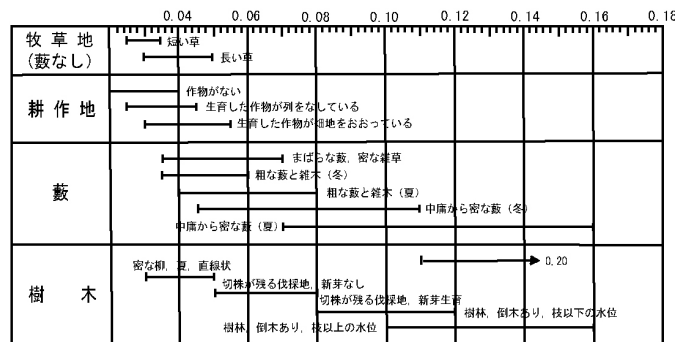 0.04 0.06 0.08 0.10 0.12 0.14 0.16 0.18
牧草地
(藪なし)
短い草
長い草
耕作地
作物がない
生育した作物が列をなしている
生育した作物が畑地をおおっている
藪
まばらな藪，密な雑草
粗な藪と雑木（冬）
粗な藪と雑木（夏）
中庸から密な藪（冬）
中庸から密な藪（夏）
樹木
0.20
密な柳，夏，直線状
切株が残る伐採地，新芽なし
切株が残る伐採地，新芽生育
樹林，倒木あり，枝以下の水位
樹林，倒木あり，枝以上の水位